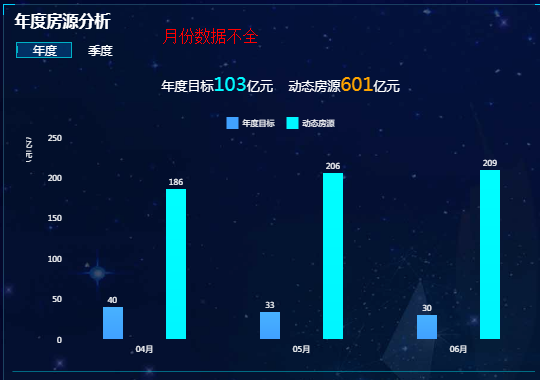 年度房源分析
月份数据不全
年度 季度
年度目标103亿元 动态房源601亿元
年度目标 动态房源
250
200
150
100
50
0
40 186
33 206
30 209
04月 05月 06月